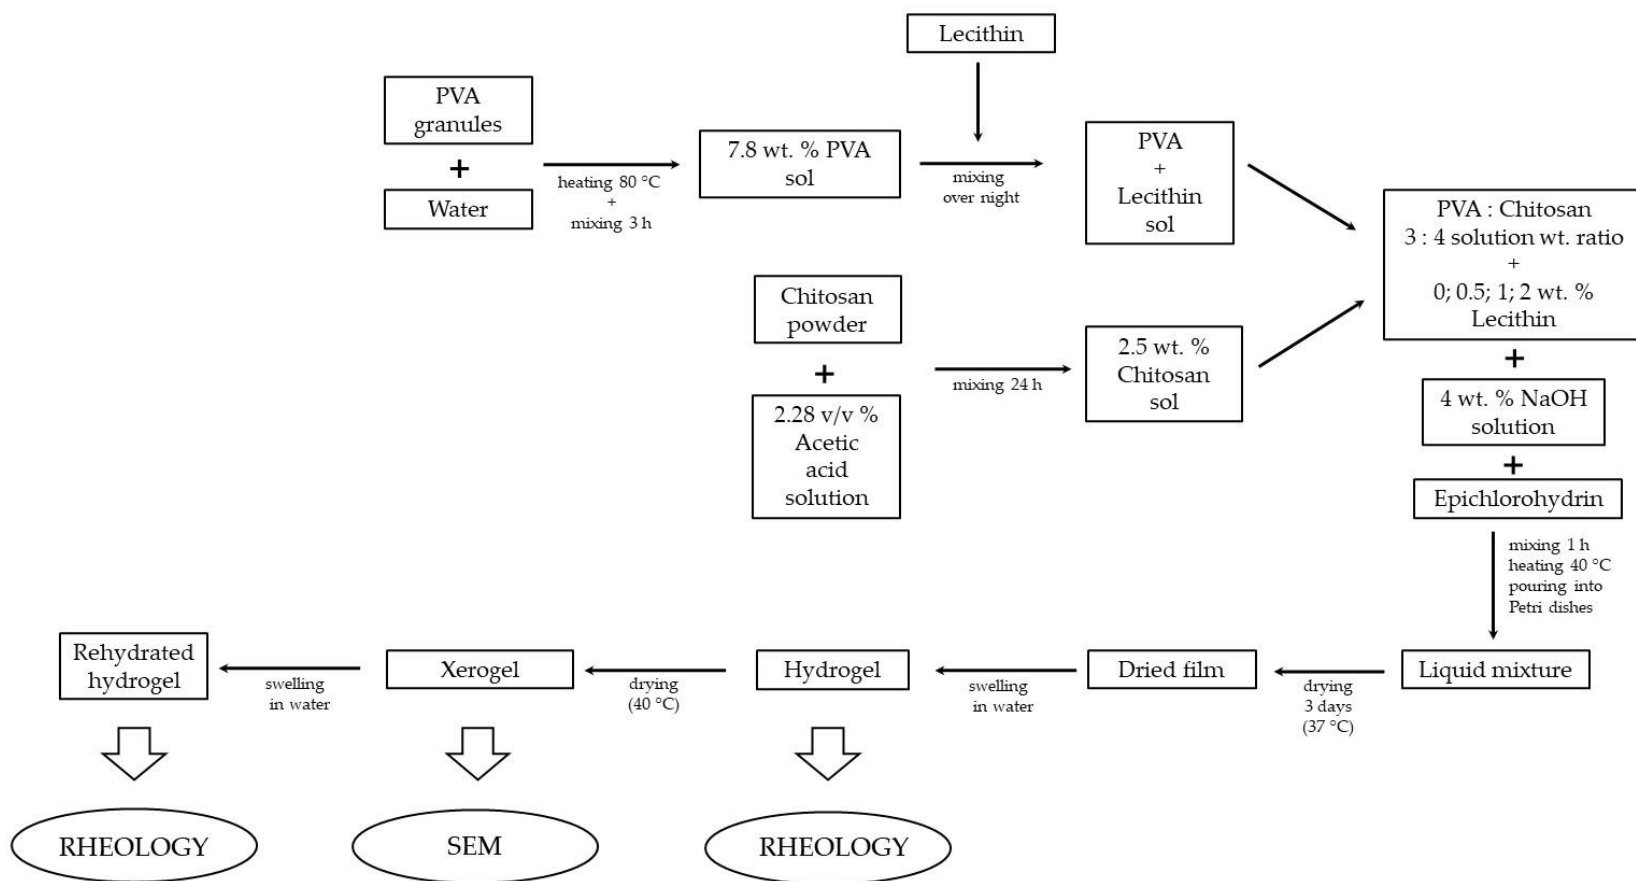 Lecithin
PVA
granules
+
Water
heating 80 °C
+
mixing 3 h
7.8 wt. % PVA
sol
mixing
over night
PVA
+
Lecithin
sol
Chitosan
powder
+
2.28 v/v %
Acetic
acid
solution
mixing 24 h
2.5 wt. %
Chitosan
sol
PVA : Chitosan
3 : 4 solution wt. ratio
+
0; 0.5; 1; 2 wt. %
Lecithin
+
4 wt. % NaOH
solution
+
Epichlorohydrin
mixing 1 h
heating 40 °C
pouring into
Petri dishes
Liquid mixture
drying
3 days
(37 °C)
Dried film
swelling
in water
Hydrogel
drying
(40 °C)
Xerogel
swelling
in water
Rehydrated
hydrogel
RHEOLOGY
SEM
RHEOLOGY